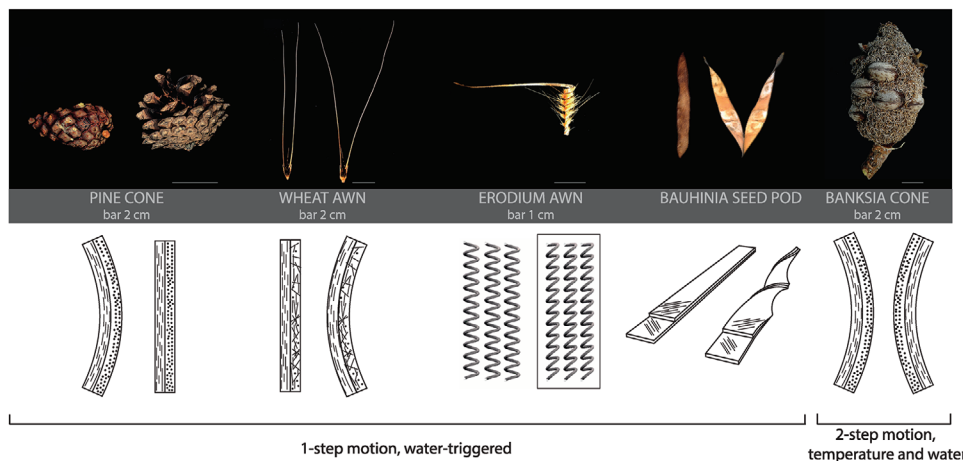 PINE CONE
bar 2 cm
WHEAT AWN
bar 2 cm
ERODIUM AWN
bar 1 cm
BAUHINIA SEED POD
BANKSIA CONE
bar 2 cm
1-step motion, water-triggered
2-step motion,
temperature and water